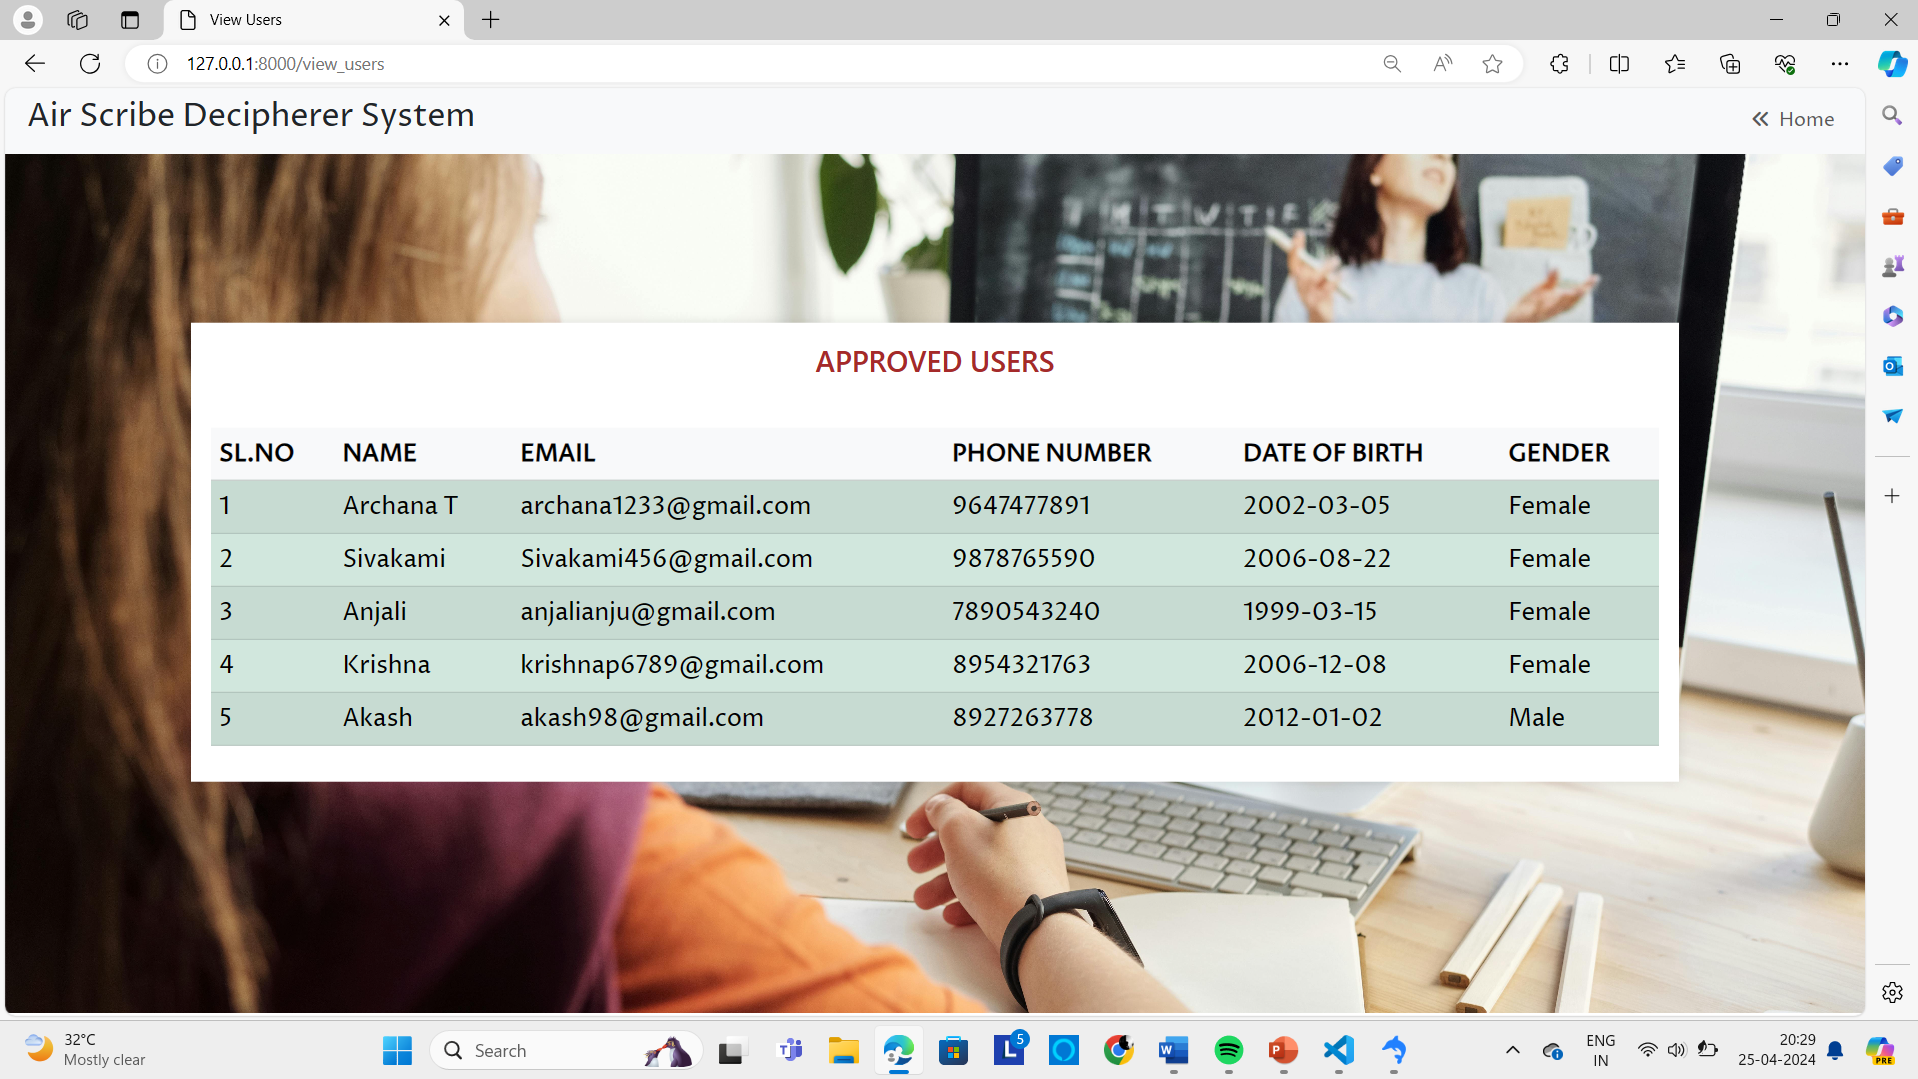 View Users
127.0.0.1:8000/view_users
Air Scribe Decipherer System
Home
APPROVED USERS
SL.NO NAME EMAIL PHONE NUMBER DATE OF BIRTH GENDER
1 Archana T archana1233@gmail.com 9647477891 2002-03-05 Female
2 Sivakami Sivakami456@gmail.com 9878765590 2006-08-22 Female
3 Anjali anjalianju@gmail.com 7890543240 1999-03-15 Female
4 Krishna krishnap6789@gmail.com 8954321763 2006-12-08 Female
5 Akash akash98@gmail.com 8927263778 2012-01-02 Male
32°C
Mostly clear
Search
5
ENG
IN
20:29
25-04-2024
PRE